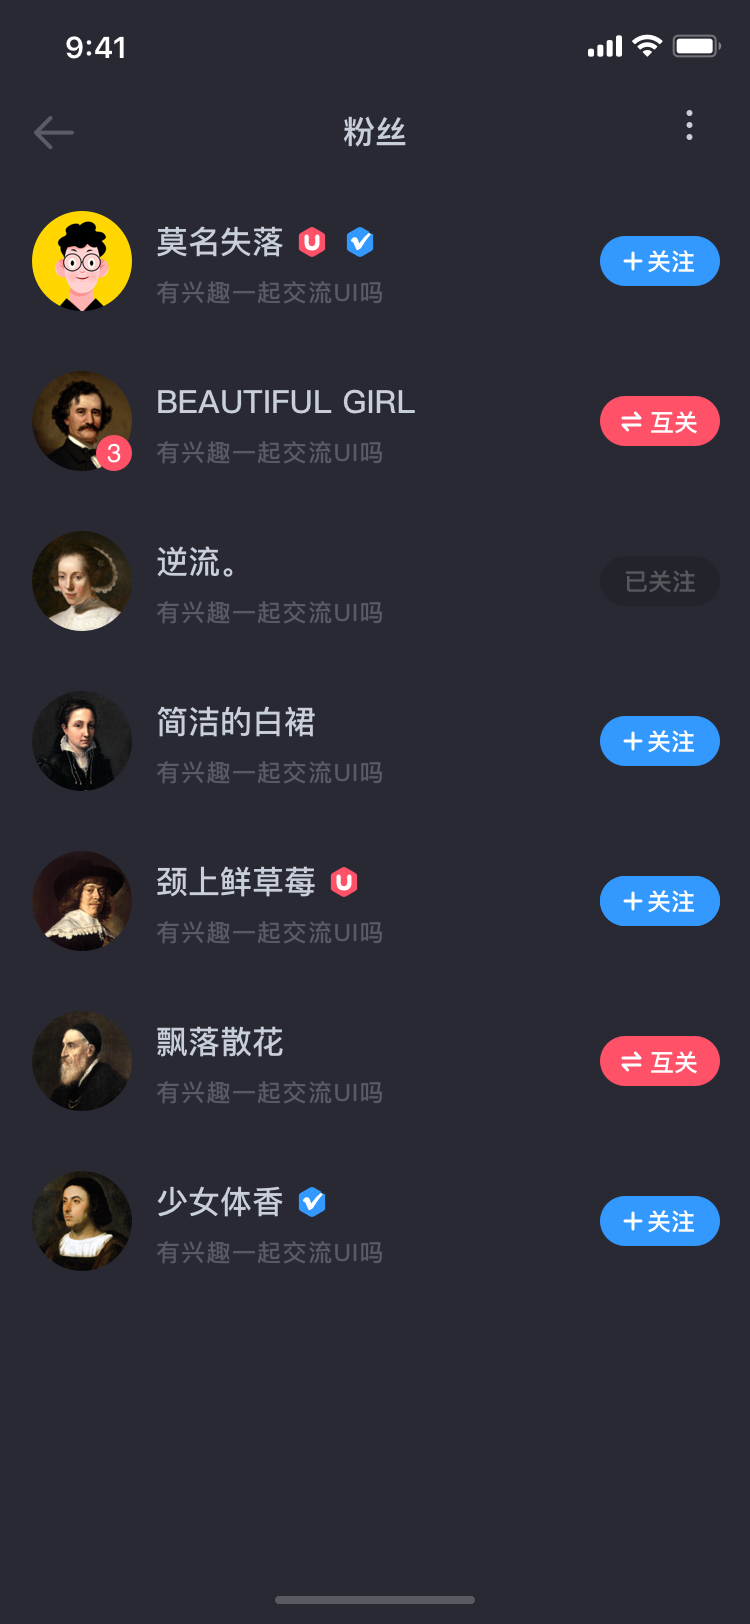 9:41
粉丝
莫名失落
有兴趣一起交流UI吗
关注
BEAUTIFUL GIRL
3
有兴趣一起交流UI吗
互关
逆流。
有兴趣一起交流UI吗
已关注
简洁的白裙
有兴趣一起交流UI吗
关注
颈上鲜草莓
有兴趣一起交流UI吗
关注
飘落散花
有兴趣一起交流UI吗
互关
少女体香
有兴趣一起交流UI吗
关注